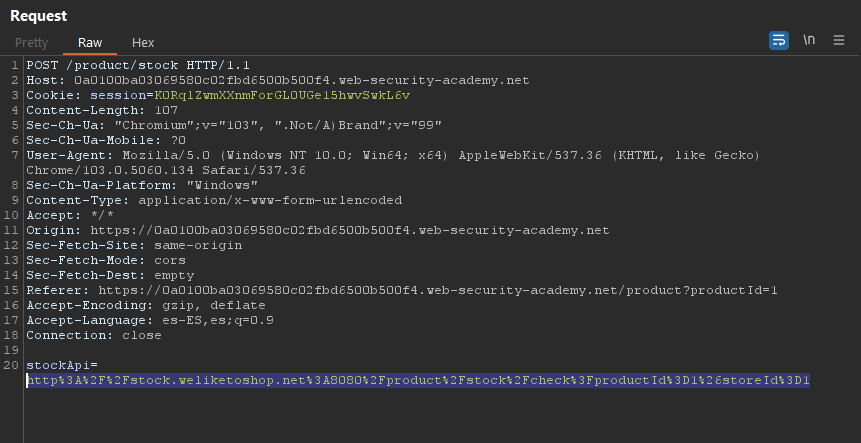 Request
Pretty Raw Hex \n
1 POST /product/stock HTTP/1.1
2 Host: 0a0100ba03069580c02fbd6500b500f4.web-security-academy.net
3 Cookie: session=K0RqlZwmXXnmForGL0UGe15hwvSwkL6v
4 Content-Length: 107
5 Sec-Ch-Ua: "Chromium";v="103", ".Not/A)Brand";v="99"
6 Sec-Ch-Ua-Mobile: ?0
7 User-Agent: Mozilla/5.0 (Windows NT 10.0; Win64; x64) AppleWebKit/537.36 (KHTML, like Gecko)
Chrome/103.0.5060.134 Safari/537.36
8 Sec-Ch-Ua-Platform: "Windows"
9 Content-Type: application/x-www-form-urlencoded
10 Accept: */*
11 Origin: https://0a0100ba03069580c02fbd6500b500f4.web-security-academy.net
12 Sec-Fetch-Site: same-origin
13 Sec-Fetch-Mode: cors
14 Sec-Fetch-Dest: empty
15 Referer: https://0a0100ba03069580c02fbd6500b500f4.web-security-academy.net/product?productId=1
16 Accept-Encoding: gzip, deflate
17 Accept-Language: es-ES,es;q=0.9
18 Connection: close
19
20 stockApi=
http%3A%2F%2Fstock.weliketoshop.net%3A8080%2Fproduct%2Fstock%2Fcheck%3FproductId%3D1%26storeId%3D1